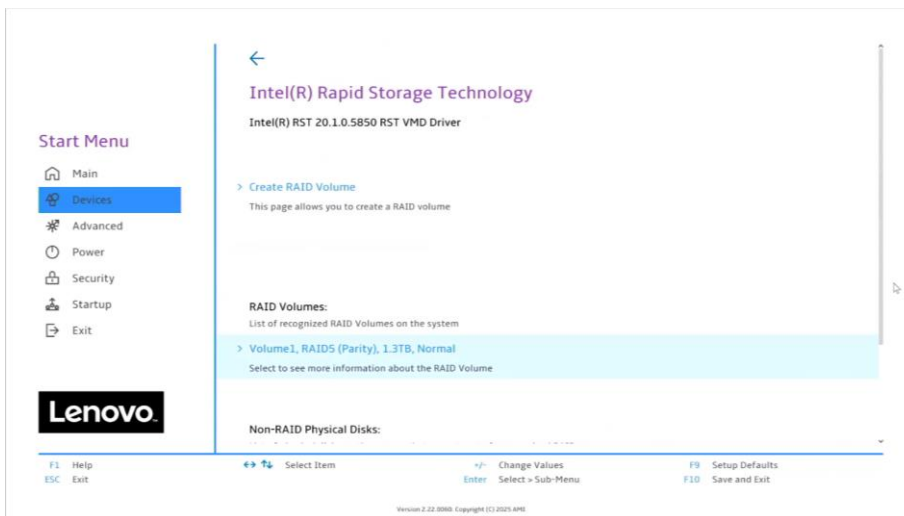 Intel(R) Rapid Storage Technology
Intel(R) RST 20.1.0.5850 RST VMD Driver
Start Menu
Main
Devices
Advanced
Power
Security
Startup
Exit
> Create RAID Volume
This page allows you to create a RAID volume
RAID Volumes:
List of recognized RAID Volumes on the system
> Volume1, RAID5 (Parity), 1.3TB, Normal
Select to see more information about the RAID Volume
Non-RAID Physical Disks:
Lenovo
F1 Help
ESC Exit
Select Item
+/- Change Values
Enter Select > Sub-Menu
F9 Setup Defaults
F10 Save and Exit
Version 2.22.0060. Copyright (C) 2025 AMI